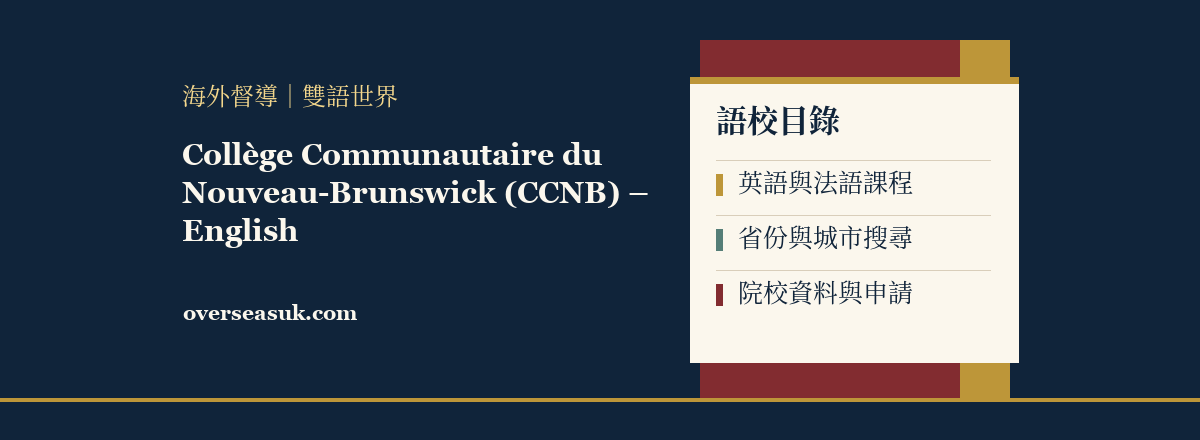 海外督導｜雙語世界
Collège Communautaire du
Nouveau-Brunswick (CCNB) –
English
overseasuk.com
語校目錄
英語與法語課程
省份與城市搜尋
院校資料與申請